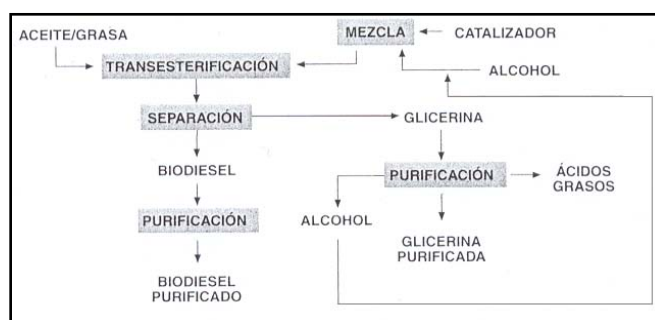 ACEITE/GRASA
MEZCLA
CATALIZADOR
TRANSESTERIFICACIÓN
ALCOHOL
SEPARACIÓN
GLICERINA
BIODIESEL
PURIFICACIÓN
ÁCIDOS
GRASOS
PURIFICACIÓN
ALCOHOL
GLICERINA
PURIFICADA
BIODIESEL
PURIFICADO